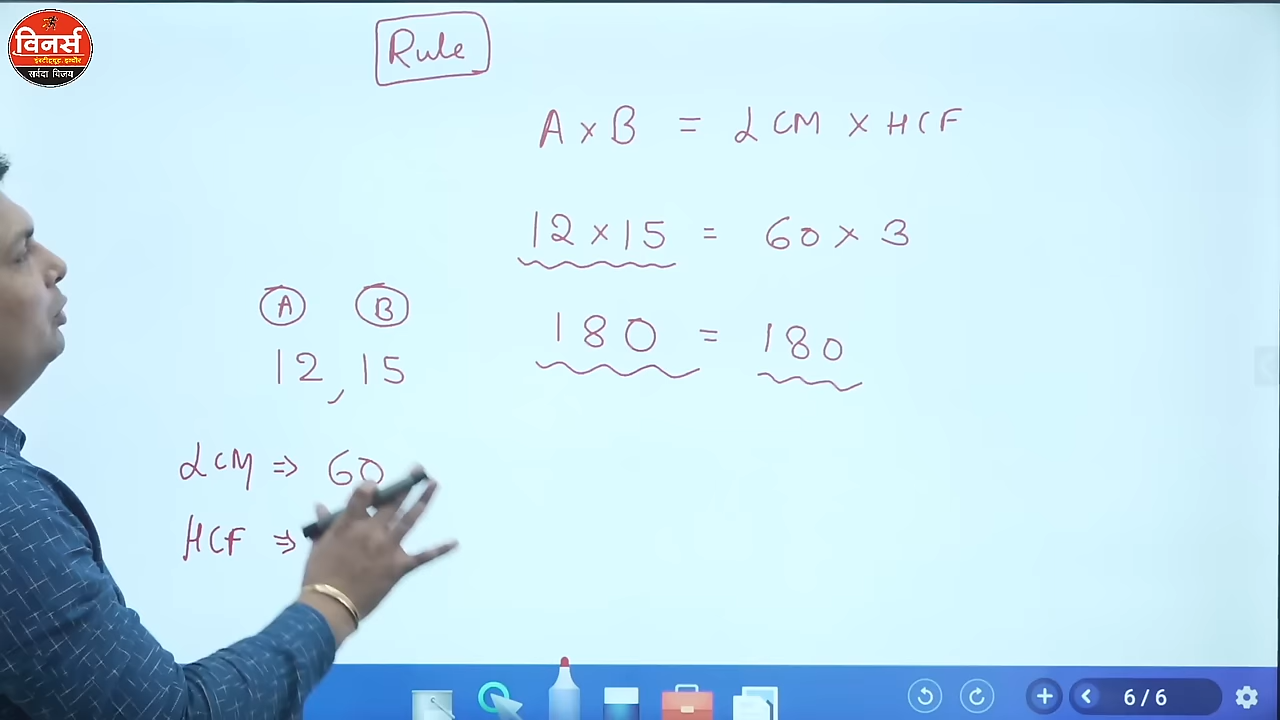 विनर्स
इंस्टीट्यूट इन्दौर
सर्वदा विजय
Rule
A × B = LCM × HCF
12 × 15 = 60 × 3
180 = 180
A B
12, 15
LCM ⇒ 60
HCF ⇒
6 / 6